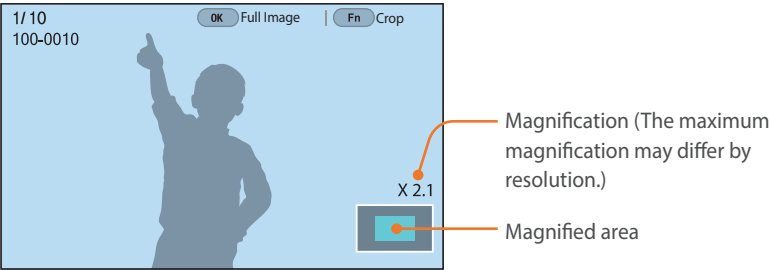 1/ 10 OK Full Image | Fn Crop
100-0010
Magnification (The maximum
magnification may differ by
resolution.)
X 2.1
Magnified area